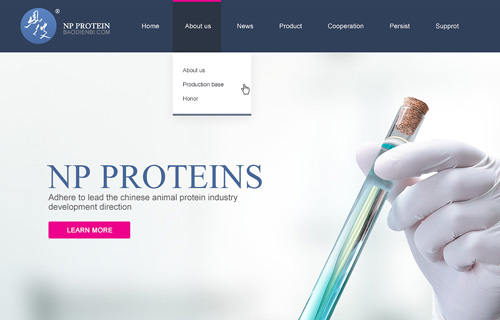 ®
NP PROTEIN
BAODIENBI.COM
Home
About us
News
Product
Cooperation
Persist
Supprot
About us
Production base
Honor
NP PROTEINS
Adhere to lead the chinese animal protein industry
development direction
LEARN MORE